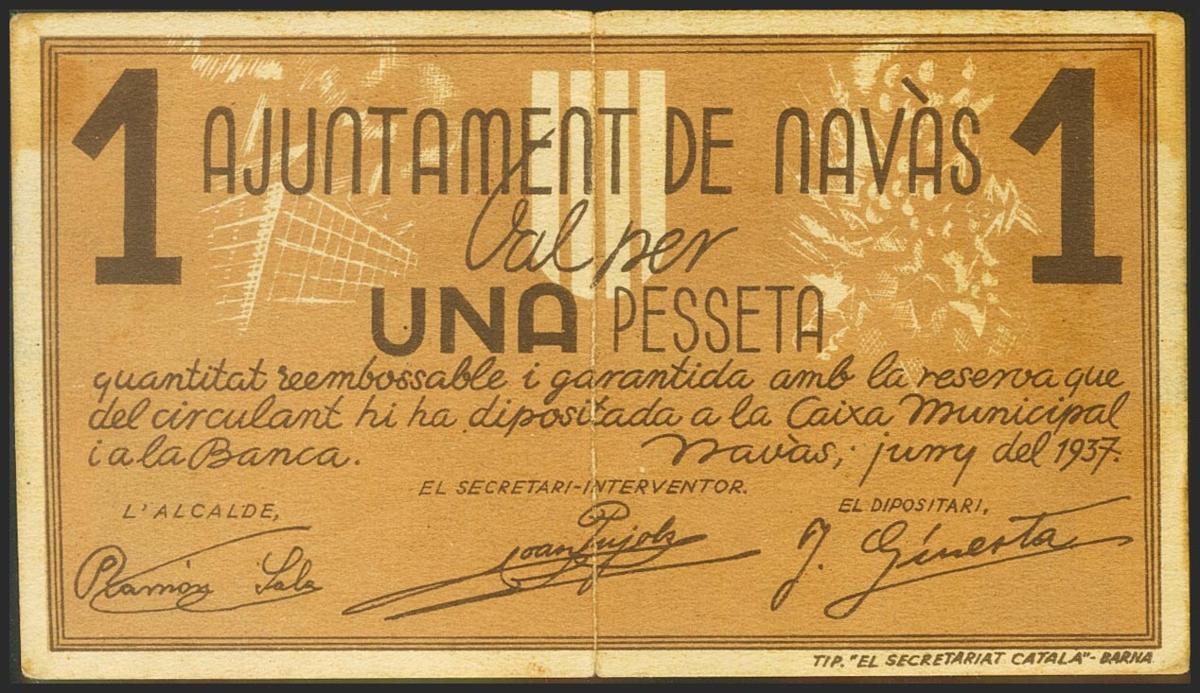 1 AJUNTAMENT DE NAVÀS 1
Val per
UNA PESSETA
quantitat reembossable i garantida amb la reserva que
del circulant hi ha dipositada a la Caixa Municipal
i a la Banca. Navàs, juny del 1937.
EL SECRETARI-INTERVENTOR.
L'ALCALDE, EL DIPOSITARI,
Ramón Sala Joan Pujols J. Ginesta
TIP. "EL SECRETARIAT CATALA"-BARNA